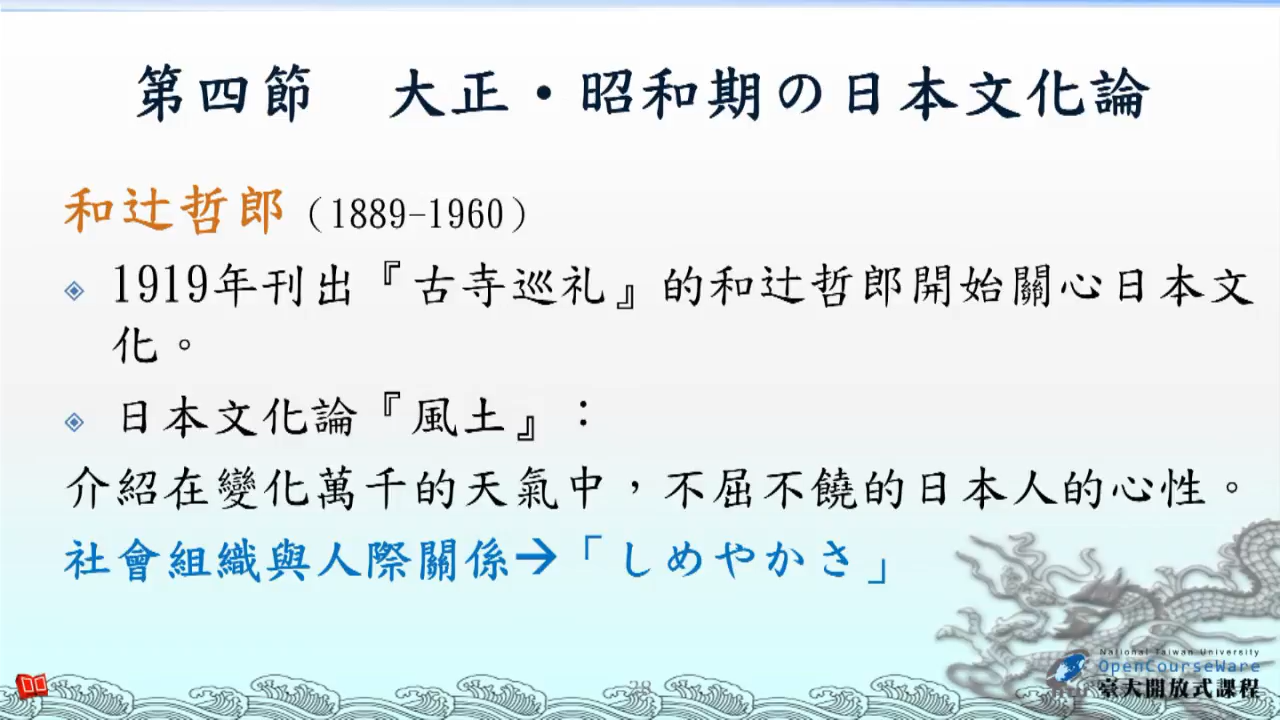 第四節　大正・昭和期の日本文化論
和辻哲郎（1889-1960）
1919年刊出『古寺巡礼』的和辻哲郎開始關心日本文
化。
日本文化論『風土』：
介紹在變化萬千的天氣中，不屈不饒的日本人的心性。
社會組織與人際關係→「しめやかさ」
National Taiwan University
OpenCourseWare
臺大開放式課程